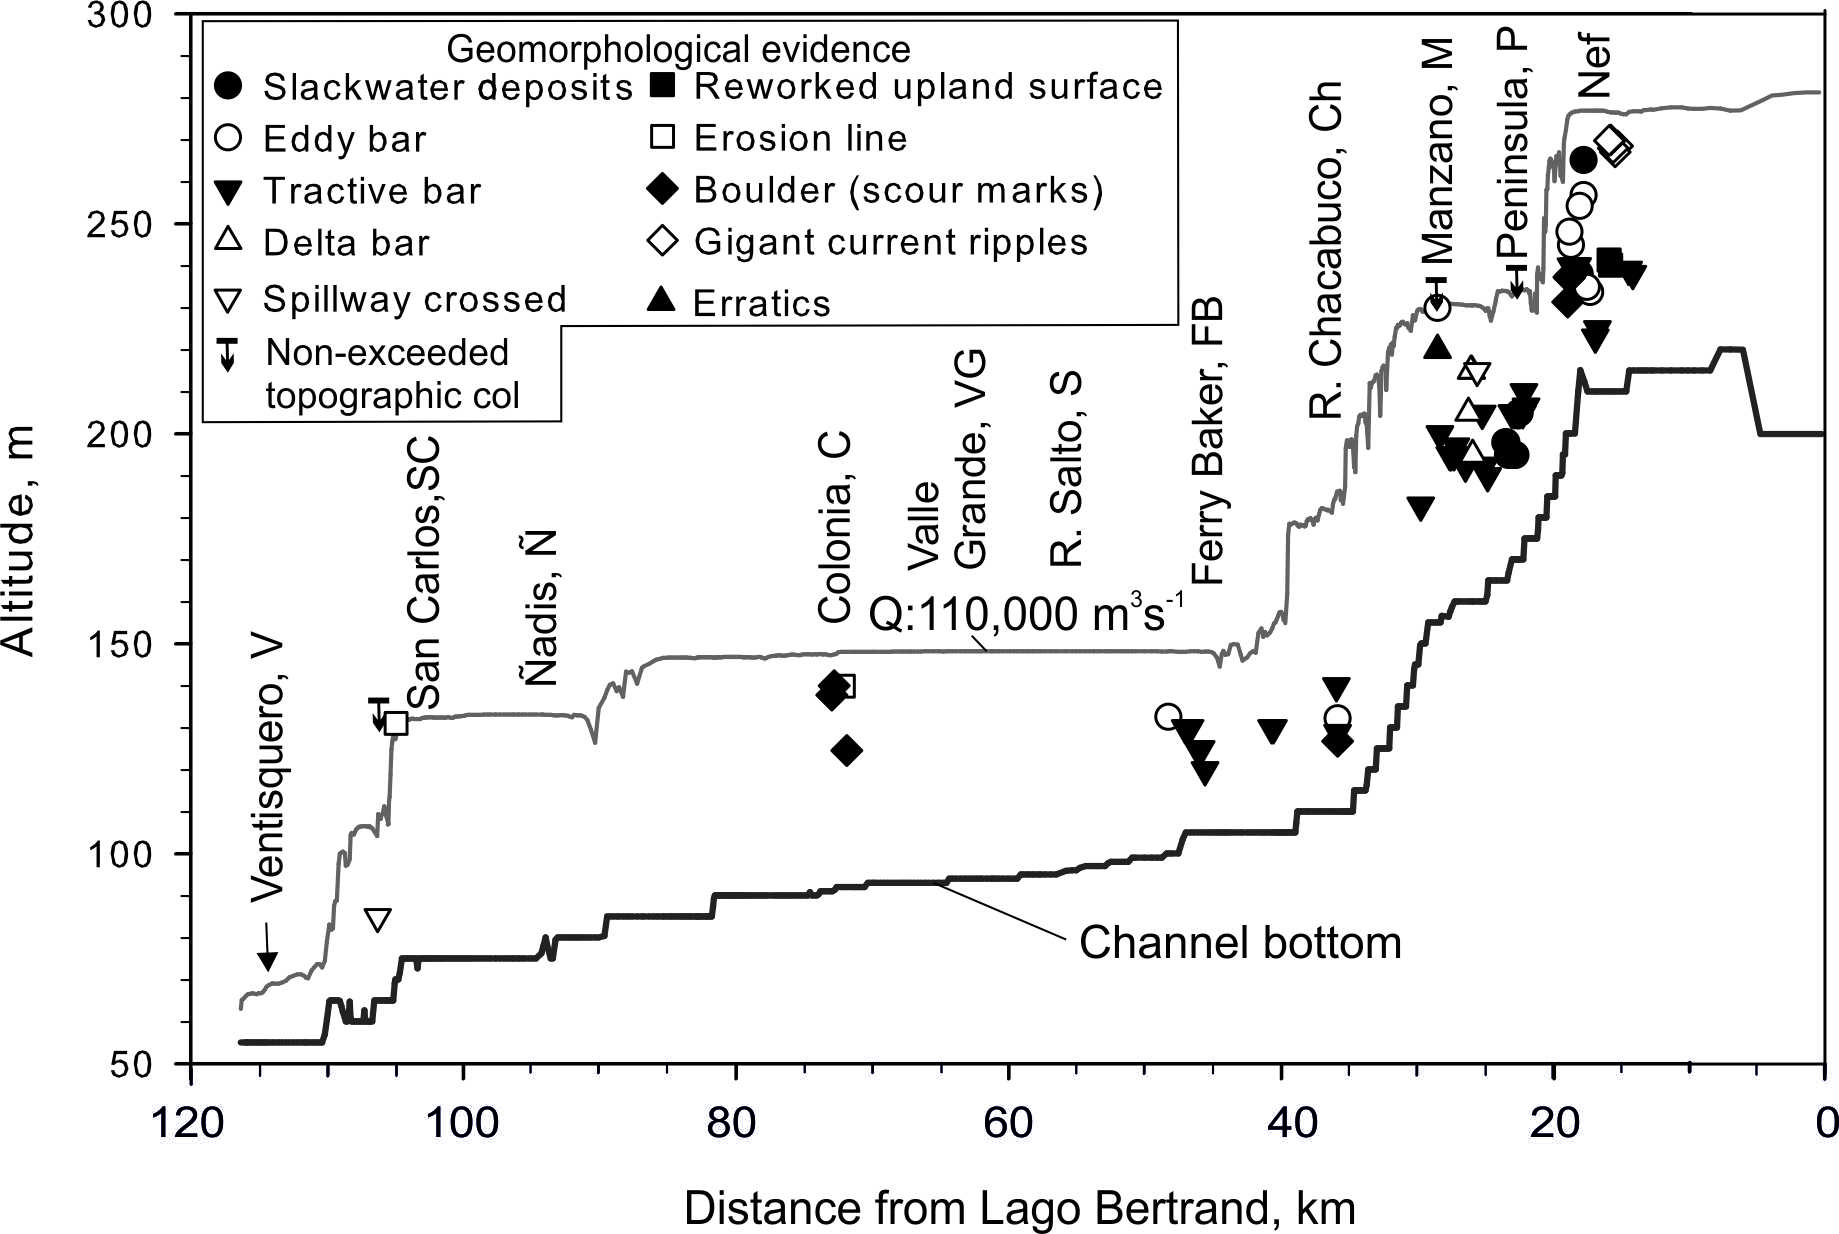 300
250
200
150
100
50
Altitude, m
Geomorphological evidence
Slackwater deposits
Eddy bar
Tractive bar
Delta bar
Spillway crossed
Non-exceeded
topographic col
Reworked upland surface
Erosion line
Boulder (scour marks)
Gigant current ripples
Erratics
Ventisquero, V
San Carlos,SC
Ñadis, Ñ
Colonia, C
Valle
Grande, VG
R. Salto, S
Ferry Baker, FB
R. Chacabuco, Ch
Manzano, M
Peninsula, P
Nef
Q:110,000 m³s⁻¹
Channel bottom
120 100 80 60 40 20 0
Distance from Lago Bertrand, km